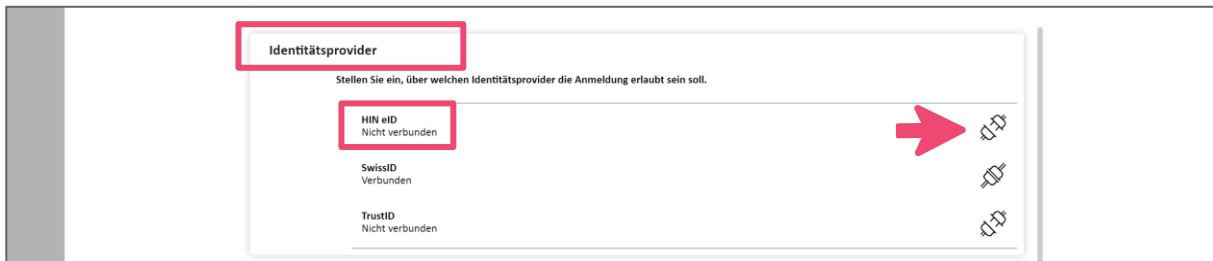 Identitätsprovider
Stellen Sie ein, über welchen Identitätsprovider die Anmeldung erlaubt sein soll.
HIN eID
Nicht verbunden
SwissID
Verbunden
TrustID
Nicht verbunden